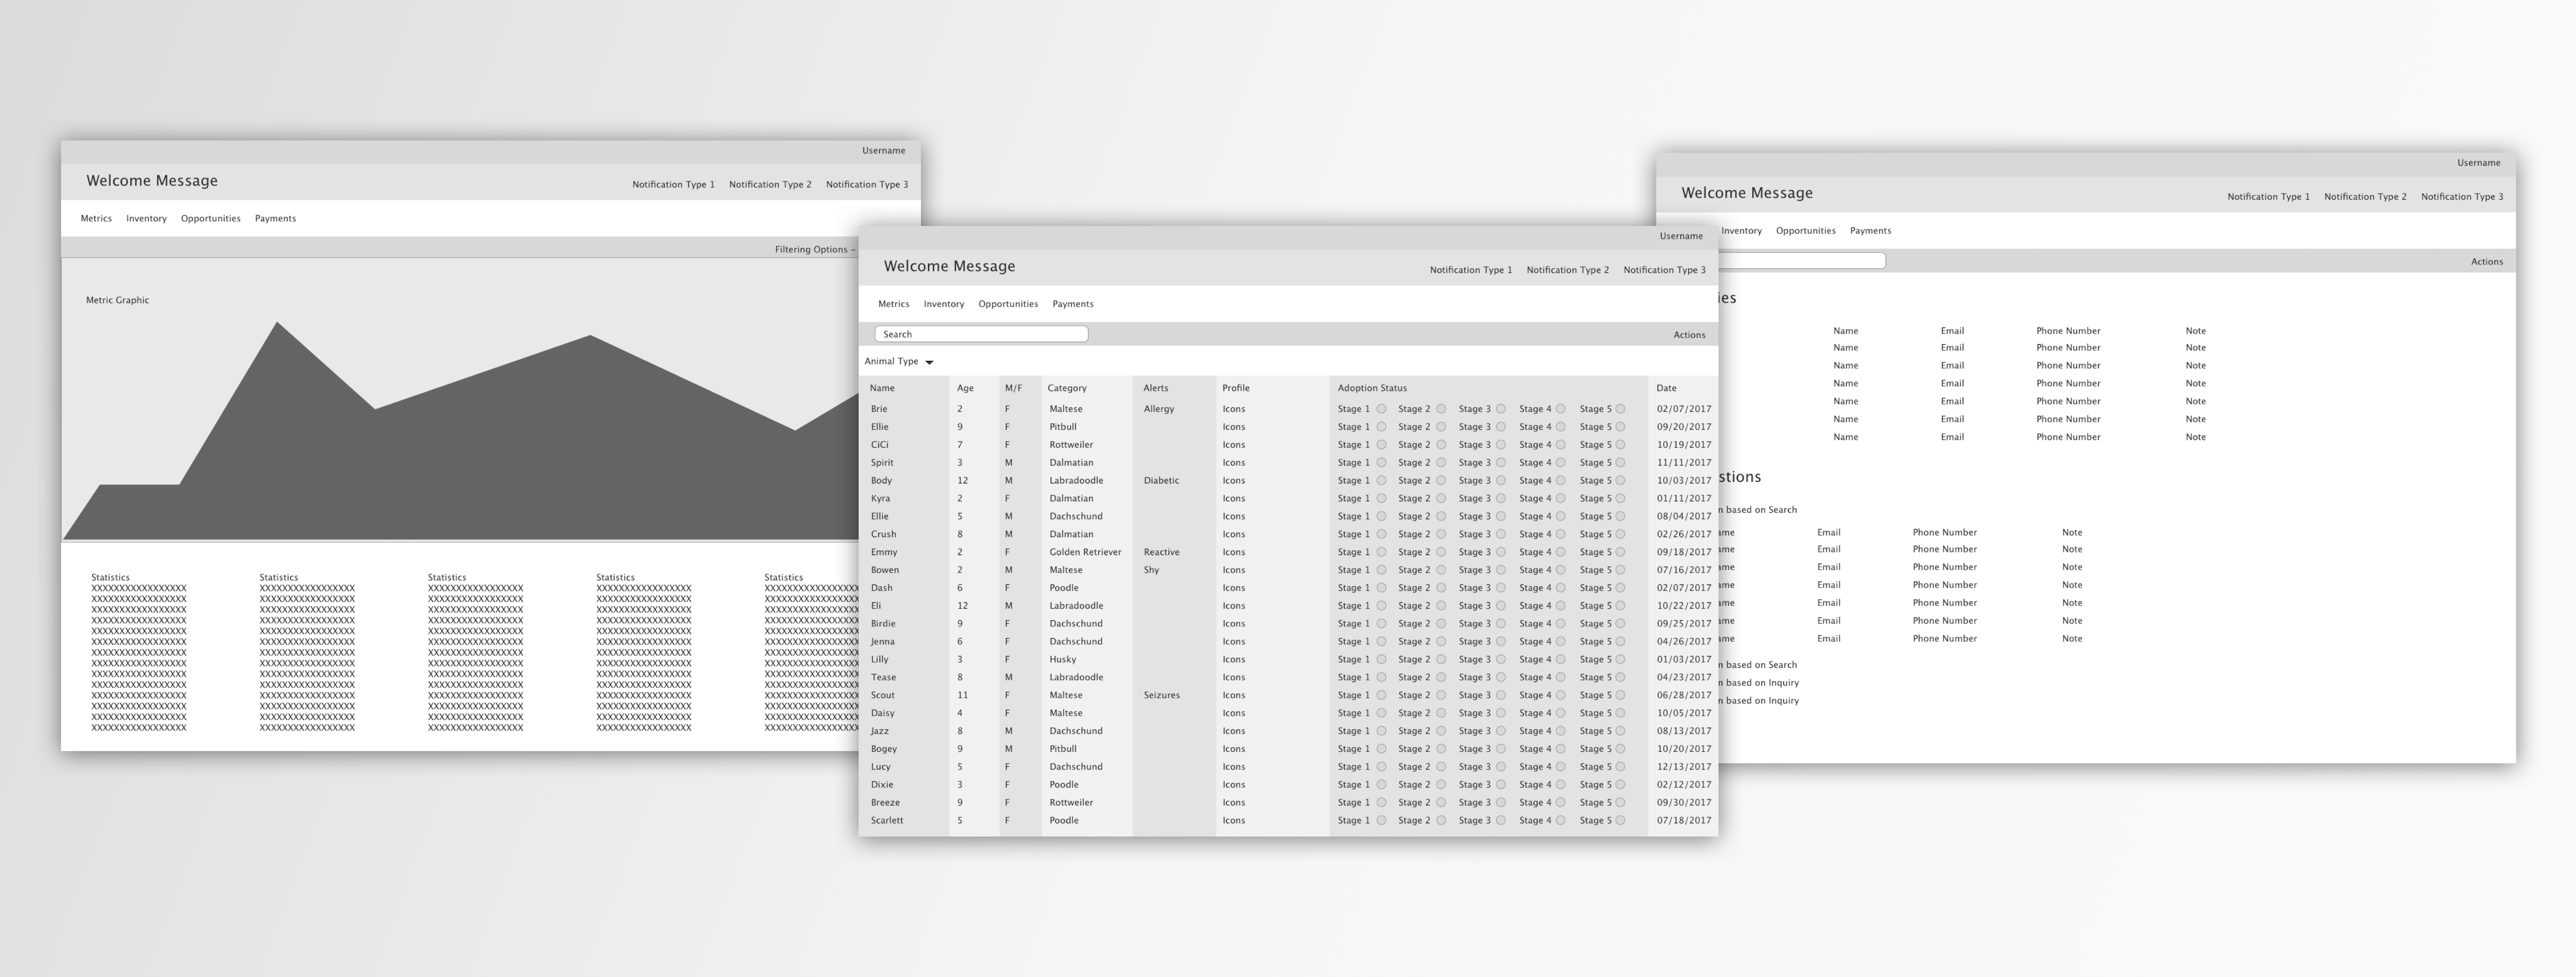 Username
Welcome Message
Notification Type 1 Notification Type 2 Notification Type 3
Metrics Inventory Opportunities Payments
Filtering Options –
Metric Graphic
Statistics Statistics Statistics Statistics Statistics
XXXXXXXXXXXXXXXXX XXXXXXXXXXXXXXXXX XXXXXXXXXXXXXXXXX XXXXXXXXXXXXXXXXX XXXXXXXXXXXXXXXXX
XXXXXXXXXXXXXXXXX XXXXXXXXXXXXXXXXX XXXXXXXXXXXXXXXXX XXXXXXXXXXXXXXXXX XXXXXXXXXXXXXXXXX
XXXXXXXXXXXXXXXXX XXXXXXXXXXXXXXXXX XXXXXXXXXXXXXXXXX XXXXXXXXXXXXXXXXX XXXXXXXXXXXXXXXXX
XXXXXXXXXXXXXXXXX XXXXXXXXXXXXXXXXX XXXXXXXXXXXXXXXXX XXXXXXXXXXXXXXXXX XXXXXXXXXXXXXXXXX
XXXXXXXXXXXXXXXXX XXXXXXXXXXXXXXXXX XXXXXXXXXXXXXXXXX XXXXXXXXXXXXXXXXX XXXXXXXXXXXXXXXXX
XXXXXXXXXXXXXXXXX XXXXXXXXXXXXXXXXX XXXXXXXXXXXXXXXXX XXXXXXXXXXXXXXXXX XXXXXXXXXXXXXXXXX
XXXXXXXXXXXXXXXXX XXXXXXXXXXXXXXXXX XXXXXXXXXXXXXXXXX XXXXXXXXXXXXXXXXX XXXXXXXXXXXXXXXXX
XXXXXXXXXXXXXXXXX XXXXXXXXXXXXXXXXX XXXXXXXXXXXXXXXXX XXXXXXXXXXXXXXXXX XXXXXXXXXXXXXXXXX
XXXXXXXXXXXXXXXXX XXXXXXXXXXXXXXXXX XXXXXXXXXXXXXXXXX XXXXXXXXXXXXXXXXX XXXXXXXXXXXXXXXXX
XXXXXXXXXXXXXXXXX XXXXXXXXXXXXXXXXX XXXXXXXXXXXXXXXXX XXXXXXXXXXXXXXXXX XXXXXXXXXXXXXXXXX
XXXXXXXXXXXXXXXXX XXXXXXXXXXXXXXXXX XXXXXXXXXXXXXXXXX XXXXXXXXXXXXXXXXX XXXXXXXXXXXXXXXXX
XXXXXXXXXXXXXXXXX XXXXXXXXXXXXXXXXX XXXXXXXXXXXXXXXXX XXXXXXXXXXXXXXXXX XXXXXXXXXXXXXXXXX
XXXXXXXXXXXXXXXXX XXXXXXXXXXXXXXXXX XXXXXXXXXXXXXXXXX XXXXXXXXXXXXXXXXX XXXXXXXXXXXXXXXXX
XXXXXXXXXXXXXXXXX XXXXXXXXXXXXXXXXX XXXXXXXXXXXXXXXXX XXXXXXXXXXXXXXXXX XXXXXXXXXXXXXXXXX
Username
Welcome Message
Notification Type 1 Notification Type 2 Notification Type 3
Metrics Inventory Opportunities Payments
Search Actions
Animal Type
Name Age M/F Category Alerts Profile Adoption Status Date
Brie 2 F Maltese Allergy Icons Stage 1 Stage 2 Stage 3 Stage 4 Stage 5 02/07/2017
Ellie 9 F Pitbull Icons Stage 1 Stage 2 Stage 3 Stage 4 Stage 5 09/20/2017
CiCi 7 F Rottweiler Icons Stage 1 Stage 2 Stage 3 Stage 4 Stage 5 10/19/2017
Spirit 3 M Dalmatian Icons Stage 1 Stage 2 Stage 3 Stage 4 Stage 5 11/11/2017
Body 12 M Labradoodle Diabetic Icons Stage 1 Stage 2 Stage 3 Stage 4 Stage 5 10/03/2017
Kyra 2 F Dalmatian Icons Stage 1 Stage 2 Stage 3 Stage 4 Stage 5 01/11/2017
Ellie 5 M Dachschund Icons Stage 1 Stage 2 Stage 3 Stage 4 Stage 5 08/04/2017
Crush 8 M Dalmatian Icons Stage 1 Stage 2 Stage 3 Stage 4 Stage 5 02/26/2017
Emmy 2 F Golden Retriever Reactive Icons Stage 1 Stage 2 Stage 3 Stage 4 Stage 5 09/18/2017
Bowen 2 M Maltese Shy Icons Stage 1 Stage 2 Stage 3 Stage 4 Stage 5 07/16/2017
Dash 6 F Poodle Icons Stage 1 Stage 2 Stage 3 Stage 4 Stage 5 02/07/2017
Eli 12 M Labradoodle Icons Stage 1 Stage 2 Stage 3 Stage 4 Stage 5 10/22/2017
Birdie 9 F Dachschund Icons Stage 1 Stage 2 Stage 3 Stage 4 Stage 5 09/25/2017
Jenna 6 F Dachschund Icons Stage 1 Stage 2 Stage 3 Stage 4 Stage 5 04/26/2017
Lilly 3 F Husky Icons Stage 1 Stage 2 Stage 3 Stage 4 Stage 5 01/03/2017
Tease 8 M Labradoodle Icons Stage 1 Stage 2 Stage 3 Stage 4 Stage 5 04/23/2017
Scout 11 F Maltese Seizures Icons Stage 1 Stage 2 Stage 3 Stage 4 Stage 5 06/28/2017
Daisy 4 F Maltese Icons Stage 1 Stage 2 Stage 3 Stage 4 Stage 5 10/05/2017
Jazz 8 M Dachschund Icons Stage 1 Stage 2 Stage 3 Stage 4 Stage 5 08/13/2017
Bogey 9 M Pitbull Icons Stage 1 Stage 2 Stage 3 Stage 4 Stage 5 10/20/2017
Lucy 5 F Dachschund Icons Stage 1 Stage 2 Stage 3 Stage 4 Stage 5 12/13/2017
Dixie 3 F Poodle Icons Stage 1 Stage 2 Stage 3 Stage 4 Stage 5 02/12/2017
Breeze 9 F Rottweiler Icons Stage 1 Stage 2 Stage 3 Stage 4 Stage 5 09/30/2017
Scarlett 5 F Poodle Icons Stage 1 Stage 2 Stage 3 Stage 4 Stage 5 07/18/2017
Username
Welcome Message
Notification Type 1 Notification Type 2 Notification Type 3
Inventory Opportunities Payments
Actions
ies
Name Email Phone Number Note
Name Email Phone Number Note
Name Email Phone Number Note
Name Email Phone Number Note
Name Email Phone Number Note
Name Email Phone Number Note
Name Email Phone Number Note
stions
n based on Search
ame Email Phone Number Note
ame Email Phone Number Note
ame Email Phone Number Note
ame Email Phone Number Note
ame Email Phone Number Note
ame Email Phone Number Note
ame Email Phone Number Note
n based on Search
n based on Inquiry
n based on Inquiry